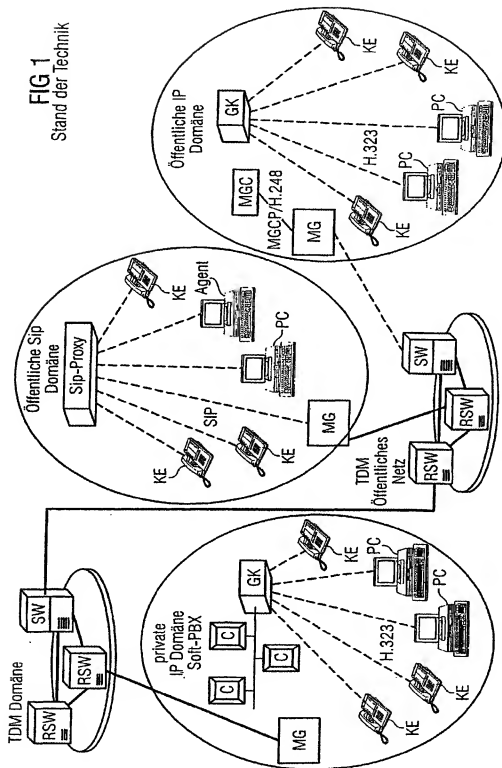 FIG 1
Stand der Technik
TDM Domäne
RSW
RSW
SW
MG
private
IP Domäne
Soft-PBX
C
C
C
GK
H.323
KE
KE
KE
PC
PC
TDM
Öffentliches
Netz
RSW
RSW
SW
Öffentliche Sip
Domäne
Sip-Proxy
SIP
MG
KE
KE
KE
Agent
PC
Öffentliche IP
Domäne
GK
MGC
MGCP/H.248
MG
H.323
KE
KE
KE
PC
PC